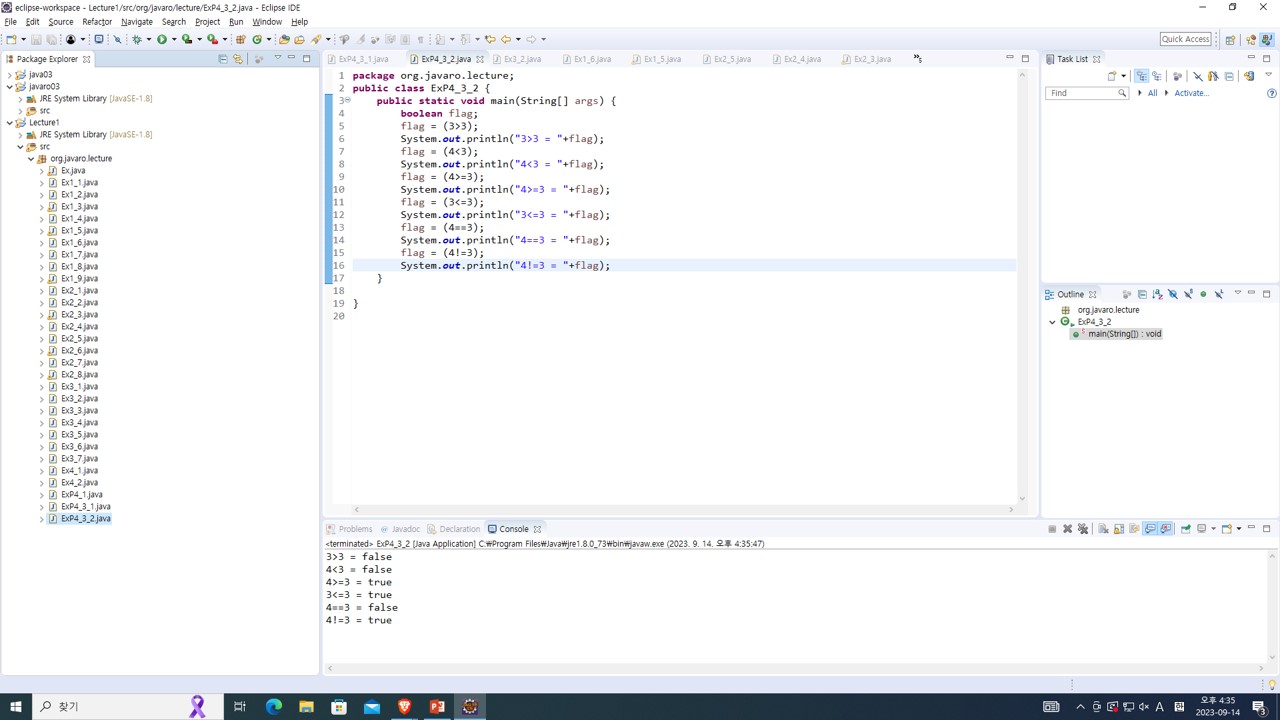 eclipse-workspace - Lecture1/src/org/javaro/lecture/ExP4_3_2.java - Eclipse IDE
File Edit Source Refactor Navigate Search Project Run Window Help
Quick Access
Package Explorer
java03
javaro03
JRE System Library [JavaSE-1.8]
src
Lecture1
JRE System Library [JavaSE-1.8]
src
org.javaro.lecture
Ex.java
Ex1_1.java
Ex1_2.java
Ex1_3.java
Ex1_4.java
Ex1_5.java
Ex1_6.java
Ex1_7.java
Ex1_8.java
Ex1_9.java
Ex2_1.java
Ex2_2.java
Ex2_3.java
Ex2_4.java
Ex2_5.java
Ex2_6.java
Ex2_7.java
Ex2_8.java
Ex3_1.java
Ex3_2.java
Ex3_3.java
Ex3_4.java
Ex3_5.java
Ex3_6.java
Ex3_7.java
Ex4_1.java
Ex4_2.java
ExP4_1.java
ExP4_3_1.java
ExP4_3_2.java
ExP4_3_1.java ExP4_3_2.java Ex3_2.java Ex1_6.java Ex1_5.java Ex2_5.java Ex2_4.java Ex2_3.java
1 package org.javaro.lecture;
2 public class ExP4_3_2 {
3 public static void main(String[] args) {
4 boolean flag;
5 flag = (3>3);
6 System.out.println("3>3 = "+flag);
7 flag = (4<3);
8 System.out.println("4<3 = "+flag);
9 flag = (4>=3);
10 System.out.println("4>=3 = "+flag);
11 flag = (3<=3);
12 System.out.println("3<=3 = "+flag);
13 flag = (4==3);
14 System.out.println("4==3 = "+flag);
15 flag = (4!=3);
16 System.out.println("4!=3 = "+flag);
17 }
18
19 }
20
Task List
Find All Activate...
Outline
org.javaro.lecture
ExP4_3_2
main(String[]) : void
Problems Javadoc Declaration Console
<terminated> ExP4_3_2 [Java Application] C:₩Program Files₩Java₩jre1.8.0_73₩bin₩javaw.exe (2023. 9. 14. 오후 4:35:47)
3>3 = false
4<3 = false
4>=3 = true
3<=3 = true
4==3 = false
4!=3 = true
찾기
A 한 오후 4:35
2023-09-14
3